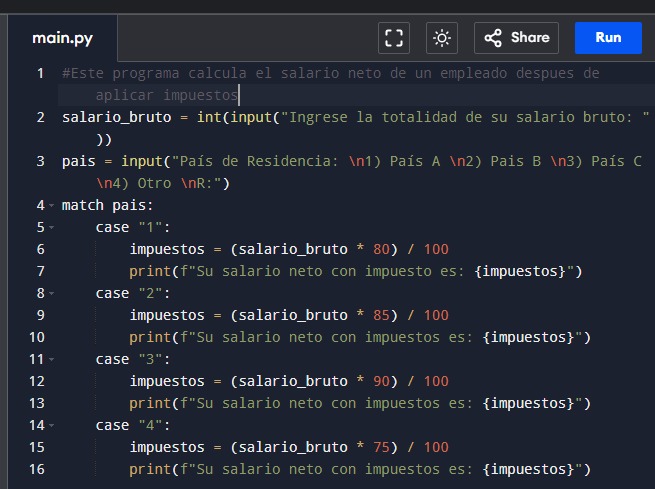 main.py
Share
Run
1 #Este programa calcula el salario neto de un empleado despues de
aplicar impuestos
2 salario_bruto = int(input("Ingrese la totalidad de su salario bruto: "
))
3 pais = input("País de Residencia: \n1) País A \n2) Pais B \n3) País C
\n4) Otro \nR:")
4 match pais:
5 case "1":
6 impuestos = (salario_bruto * 80) / 100
7 print(f"Su salario neto con impuesto es: {impuestos}")
8 case "2":
9 impuestos = (salario_bruto * 85) / 100
10 print(f"Su salario neto con impuestos es: {impuestos}")
11 case "3":
12 impuestos = (salario_bruto * 90) / 100
13 print(f"Su salario neto con impuestos es: {impuestos}")
14 case "4":
15 impuestos = (salario_bruto * 75) / 100
16 print(f"Su salario neto con impuestos es: {impuestos}")